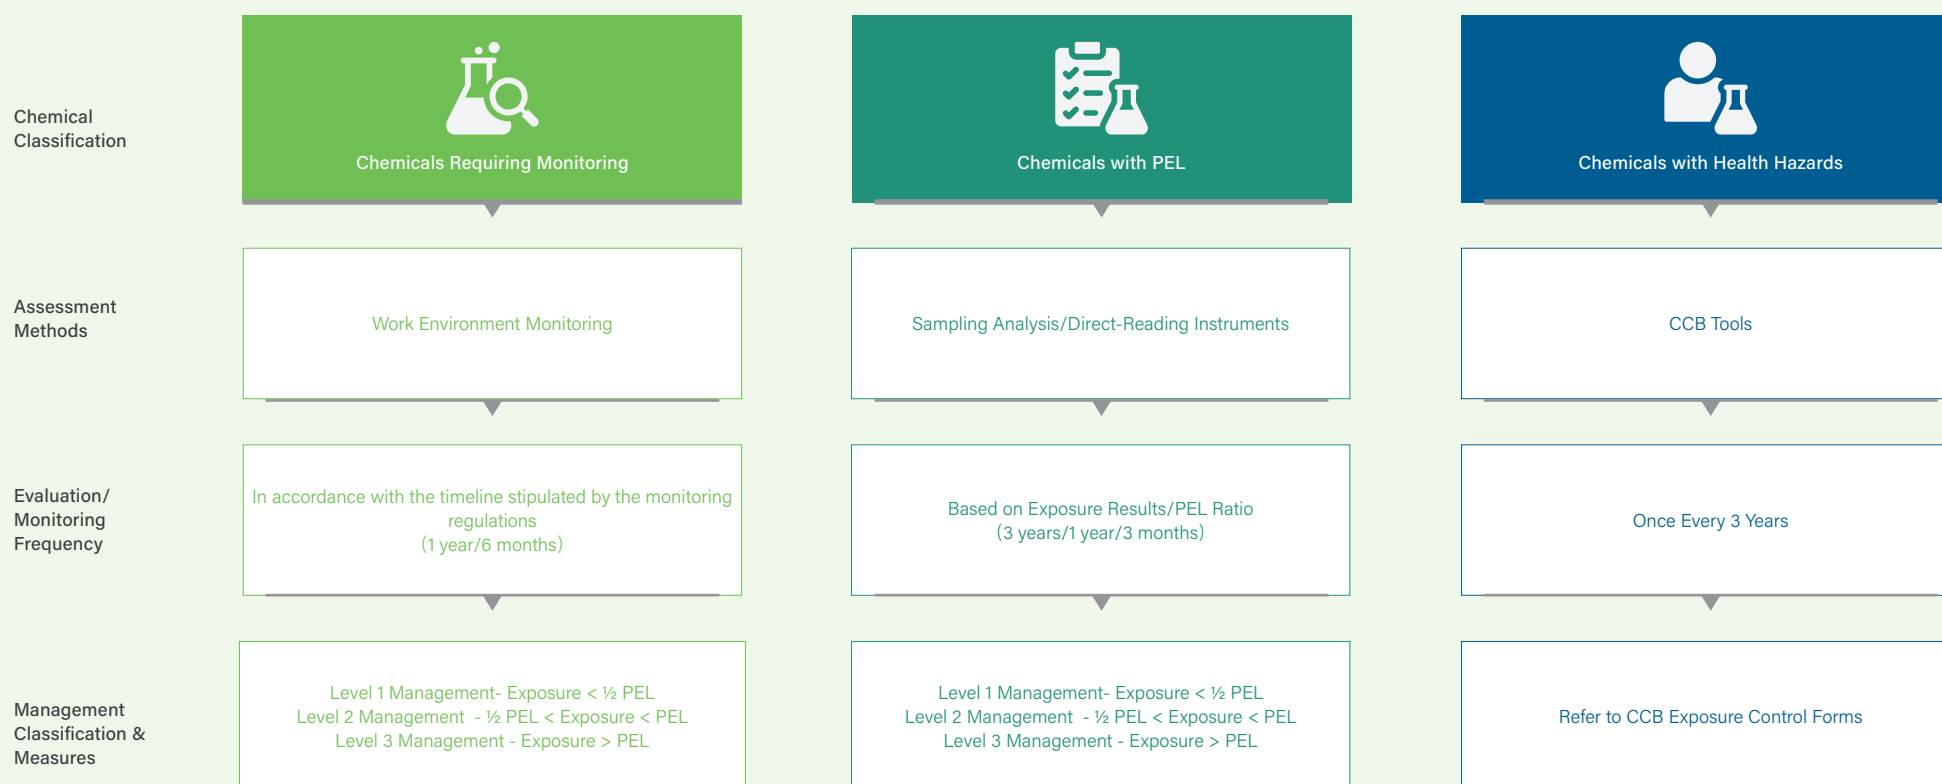 Chemical
Classification
Chemicals Requiring Monitoring
Chemicals with PEL
Chemicals with Health Hazards
Assessment
Methods
Work Environment Monitoring
Sampling Analysis/Direct-Reading Instruments
CCB Tools
Evaluation/
Monitoring
Frequency
In accordance with the timeline stipulated by the monitoring
regulations
(1 year/6 months)
Based on Exposure Results/PEL Ratio
(3 years/1 year/3 months)
Once Every 3 Years
Management
Classification &
Measures
Level 1 Management- Exposure < ½ PEL
Level 2 Management  - ½ PEL < Exposure < PEL
Level 3 Management - Exposure > PEL
Level 1 Management- Exposure < ½ PEL
Level 2 Management  - ½ PEL < Exposure < PEL
Level 3 Management - Exposure > PEL
Refer to CCB Exposure Control Forms